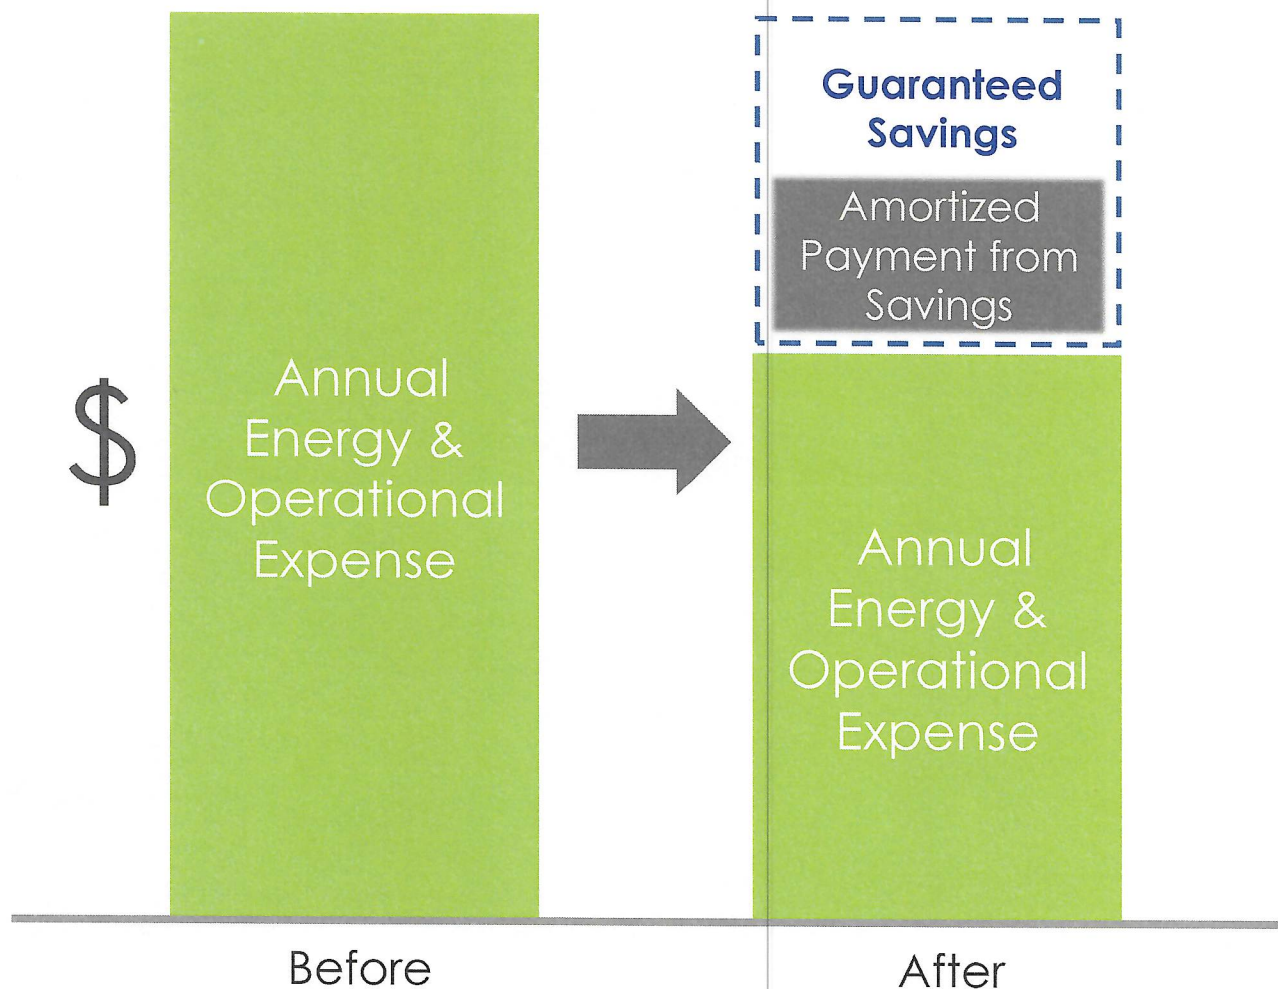 $
Annual
Energy &
Operational
Expense
Guaranteed
Savings
Amortized
Payment from
Savings
Annual
Energy &
Operational
Expense
Before
After